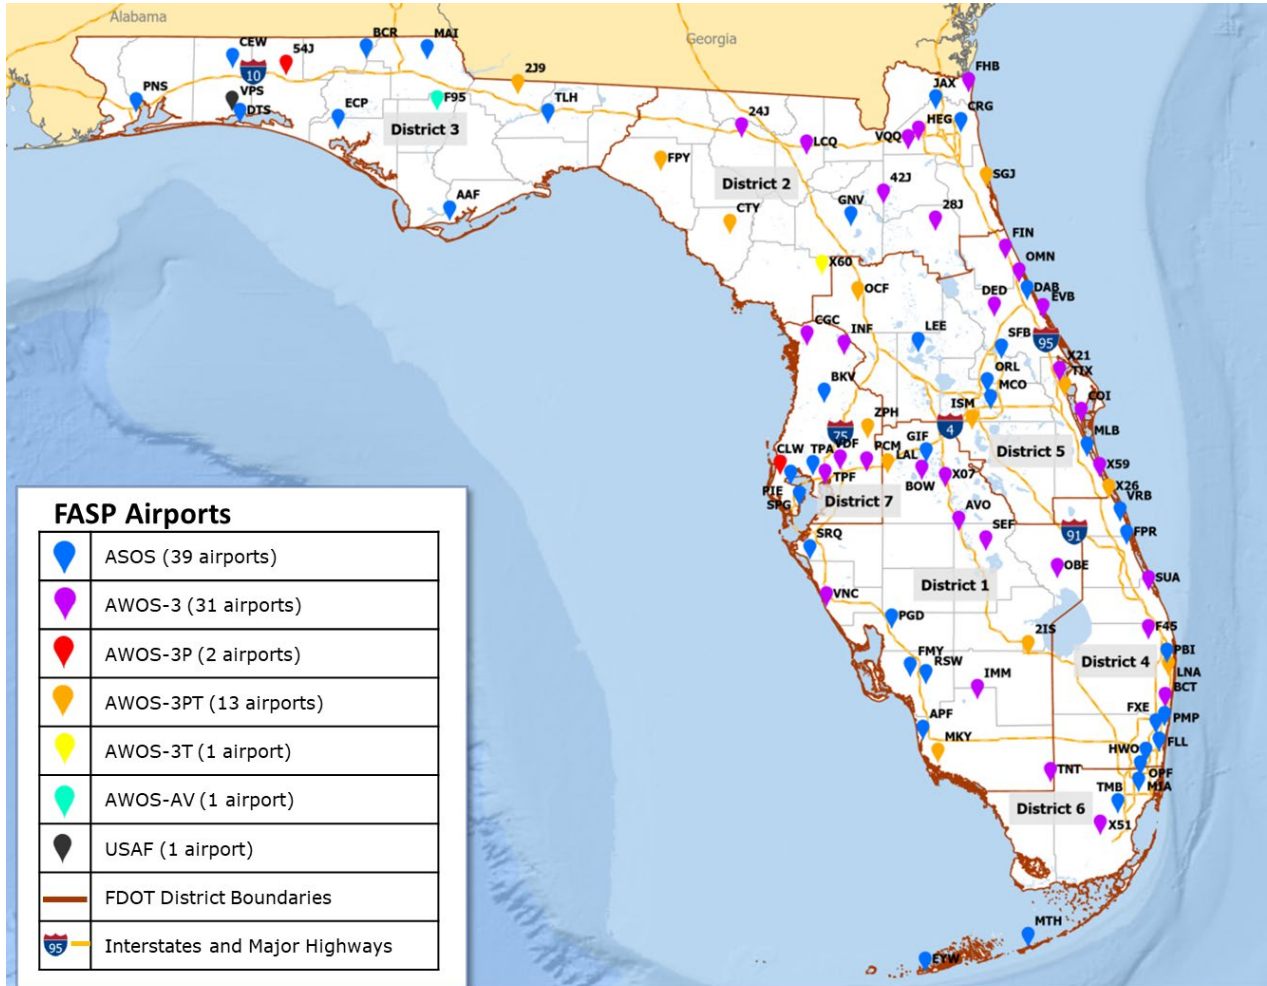 Alabama
Georgia
CEW
54J
BCR
MAI
10
2J9
FHB
PNS
VPS
DTS
ECP
F95
TLH
JAX
CRG
HEG
District 3
24J
LCQ
VQQ
FPY
District 2
42J
SGJ
AAF
CTY
GNV
28J
FIN
X60
OMN
OCF
DED
DAB
EVB
CGC
INF
LEE
SFB
95
X21
TIX
BKV
ORL
MCO
COI
ISM
ZPH
75
4
MLB
CLW
TPA
VDF
PCM
GIF
LAL
District 5
X59
PIE
TPF
BOW
X07
X26
SPG
District 7
VRB
AVO
SEF
91
FPR
SRQ
OBE
SUA
District 1
VNC
PGD
2IS
F45
FMY
RSW
District 4
PBI
LNA
IMM
BCT
APF
FXE
PMP
MKY
HWO
FLL
TNT
OPF
MIA
TMB
District 6
X51
MTH
EYW
FASP Airports
ASOS (39 airports)
AWOS-3 (31 airports)
AWOS-3P (2 airports)
AWOS-3PT (13 airports)
AWOS-3T (1 airport)
AWOS-AV (1 airport)
USAF (1 airport)
FDOT District Boundaries
95
Interstates and Major Highways